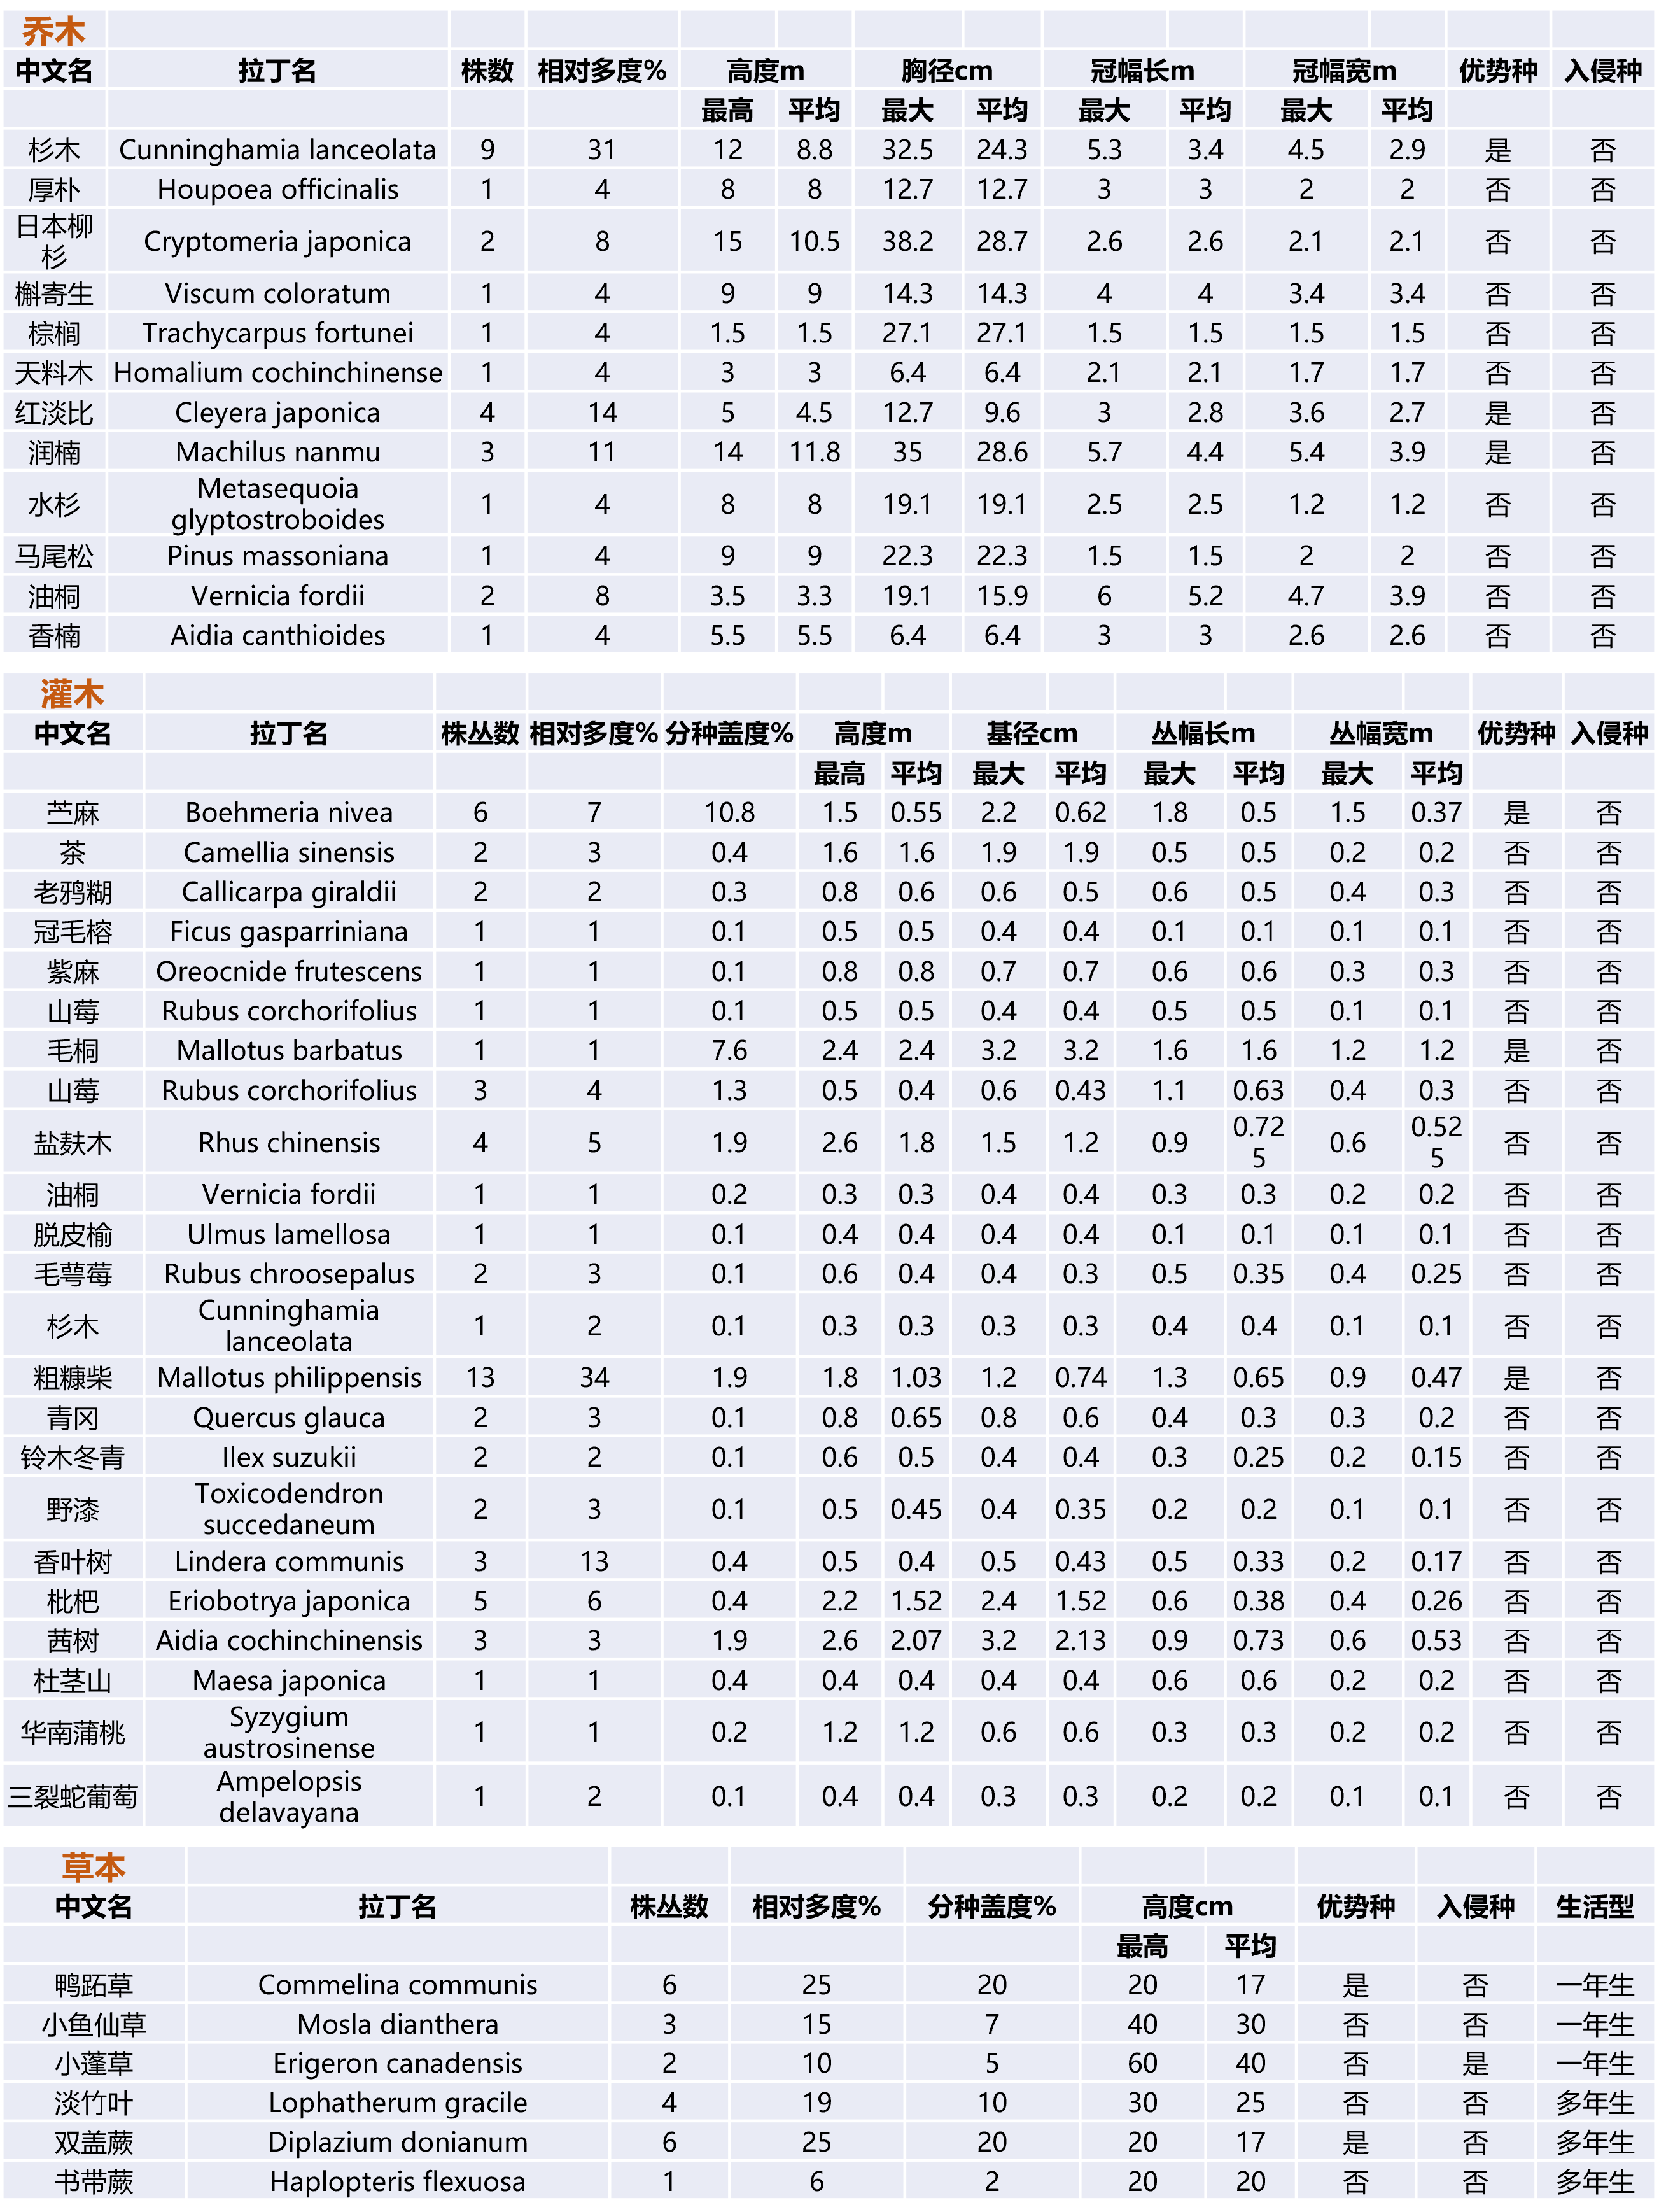 乔木
中文名 拉丁名 株数 相对多度% 高度m 胸径cm 冠幅长m 冠幅宽m 优势种 入侵种
最高 平均 最大 平均 最大 平均 最大 平均
杉木 Cunninghamia lanceolata 9 31 12 8.8 32.5 24.3 5.3 3.4 4.5 2.9 是 否
厚朴 Houpoea officinalis 1 4 8 8 12.7 12.7 3 3 2 2 否 否
日本柳
杉 Cryptomeria japonica 2 8 15 10.5 38.2 28.7 2.6 2.6 2.1 2.1 否 否
槲寄生 Viscum coloratum 1 4 9 9 14.3 14.3 4 4 3.4 3.4 否 否
棕榈 Trachycarpus fortunei 1 4 1.5 1.5 27.1 27.1 1.5 1.5 1.5 1.5 否 否
天料木 Homalium cochinchinense 1 4 3 3 6.4 6.4 2.1 2.1 1.7 1.7 否 否
红淡比 Cleyera japonica 4 14 5 4.5 12.7 9.6 3 2.8 3.6 2.7 是 否
润楠 Machilus nanmu 3 11 14 11.8 35 28.6 5.7 4.4 5.4 3.9 是 否
水杉 Metasequoia
glyptostroboides 1 4 8 8 19.1 19.1 2.5 2.5 1.2 1.2 否 否
马尾松 Pinus massoniana 1 4 9 9 22.3 22.3 1.5 1.5 2 2 否 否
油桐 Vernicia fordii 2 8 3.5 3.3 19.1 15.9 6 5.2 4.7 3.9 否 否
香楠 Aidia canthioides 1 4 5.5 5.5 6.4 6.4 3 3 2.6 2.6 否 否
灌木
中文名 拉丁名 株丛数 相对多度% 分种盖度% 高度m 基径cm 丛幅长m 丛幅宽m 优势种 入侵种
最高 平均 最大 平均 最大 平均 最大 平均
苎麻 Boehmeria nivea 6 7 10.8 1.5 0.55 2.2 0.62 1.8 0.5 1.5 0.37 是 否
茶 Camellia sinensis 2 3 0.4 1.6 1.6 1.9 1.9 0.5 0.5 0.2 0.2 否 否
老鸦糊 Callicarpa giraldii 2 2 0.3 0.8 0.6 0.6 0.5 0.6 0.5 0.4 0.3 否 否
冠毛榕 Ficus gasparriniana 1 1 0.1 0.5 0.5 0.4 0.4 0.1 0.1 0.1 0.1 否 否
紫麻 Oreocnide frutescens 1 1 0.1 0.8 0.8 0.7 0.7 0.6 0.6 0.3 0.3 否 否
山莓 Rubus corchorifolius 1 1 0.1 0.5 0.5 0.4 0.4 0.5 0.5 0.1 0.1 否 否
毛桐 Mallotus barbatus 1 1 7.6 2.4 2.4 3.2 3.2 1.6 1.6 1.2 1.2 是 否
山莓 Rubus corchorifolius 3 4 1.3 0.5 0.4 0.6 0.43 1.1 0.63 0.4 0.3 否 否
盐麸木 Rhus chinensis 4 5 1.9 2.6 1.8 1.5 1.2 0.9 0.72
5 0.6 0.52
5 否 否
油桐 Vernicia fordii 1 1 0.2 0.3 0.3 0.4 0.4 0.3 0.3 0.2 0.2 否 否
脱皮榆 Ulmus lamellosa 1 1 0.1 0.4 0.4 0.4 0.4 0.1 0.1 0.1 0.1 否 否
毛萼莓 Rubus chroosepalus 2 3 0.1 0.6 0.4 0.4 0.3 0.5 0.35 0.4 0.25 否 否
杉木 Cunninghamia
lanceolata 1 2 0.1 0.3 0.3 0.3 0.3 0.4 0.4 0.1 0.1 否 否
粗糠柴 Mallotus philippensis 13 34 1.9 1.8 1.03 1.2 0.74 1.3 0.65 0.9 0.47 是 否
青冈 Quercus glauca 2 3 0.1 0.8 0.65 0.8 0.6 0.4 0.3 0.3 0.2 否 否
铃木冬青 Ilex suzukii 2 2 0.1 0.6 0.5 0.4 0.4 0.3 0.25 0.2 0.15 否 否
野漆 Toxicodendron
succedaneum 2 3 0.1 0.5 0.45 0.4 0.35 0.2 0.2 0.1 0.1 否 否
香叶树 Lindera communis 3 13 0.4 0.5 0.4 0.5 0.43 0.5 0.33 0.2 0.17 否 否
枇杷 Eriobotrya japonica 5 6 0.4 2.2 1.52 2.4 1.52 0.6 0.38 0.4 0.26 否 否
茜树 Aidia cochinchinensis 3 3 1.9 2.6 2.07 3.2 2.13 0.9 0.73 0.6 0.53 否 否
杜茎山 Maesa japonica 1 1 0.4 0.4 0.4 0.4 0.4 0.6 0.6 0.2 0.2 否 否
华南蒲桃 Syzygium
austrosinense 1 1 0.2 1.2 1.2 0.6 0.6 0.3 0.3 0.2 0.2 否 否
三裂蛇葡萄 Ampelopsis
delavayana 1 2 0.1 0.4 0.4 0.3 0.3 0.2 0.2 0.1 0.1 否 否
草本
中文名 拉丁名 株丛数 相对多度% 分种盖度% 高度cm 优势种 入侵种 生活型
最高 平均
鸭跖草 Commelina communis 6 25 20 20 17 是 否 一年生
小鱼仙草 Mosla dianthera 3 15 7 40 30 否 否 一年生
小蓬草 Erigeron canadensis 2 10 5 60 40 否 是 一年生
淡竹叶 Lophatherum gracile 4 19 10 30 25 否 否 多年生
双盖蕨 Diplazium donianum 6 25 20 20 17 是 否 多年生
书带蕨 Haplopteris flexuosa 1 6 2 20 20 否 否 多年生